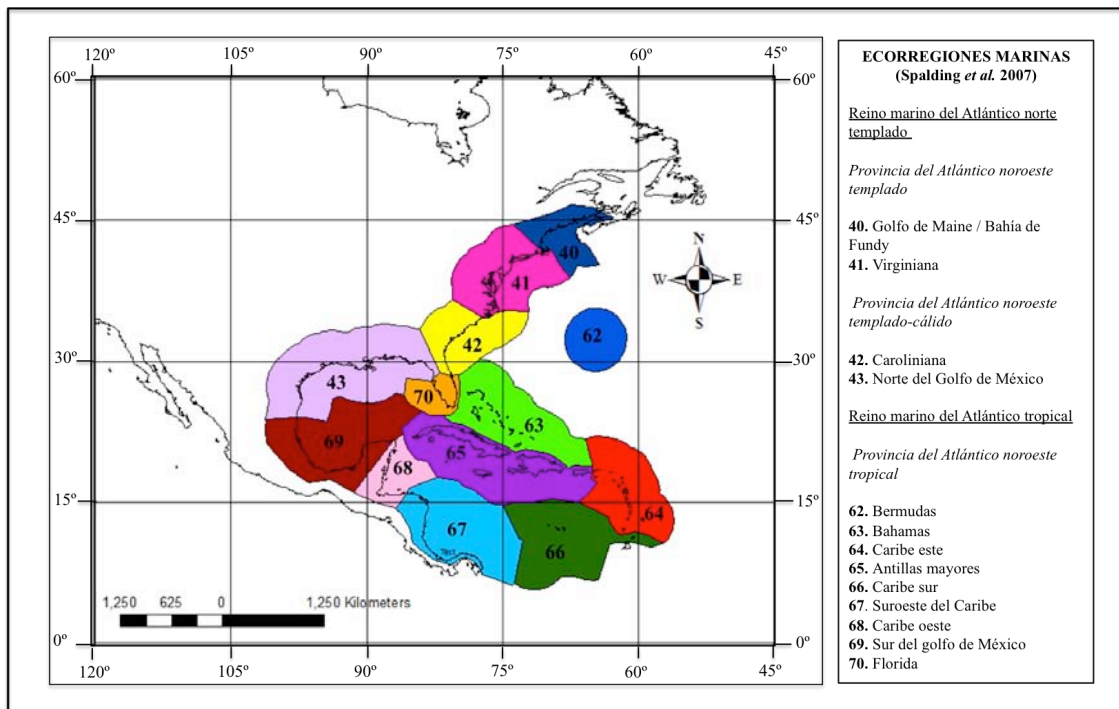 120º 105º 90º 75º 60º 45º
60º 60º
45º 45º
30º 30º
15º 15º
0º 0º
120º 105º 90º 75º 60º 45º
N
W E
S
40
41
42
62
43
70
63
69
68
65
64
67
66
1,250 625 0 1,250 Kilometers
ECORREGIONES MARINAS
(Spalding et al. 2007)
Reino marino del Atlántico norte
templado
Provincia del Atlántico noroeste
templado
40. Golfo de Maine / Bahía de
Fundy
41. Virginiana
Provincia del Atlántico noroeste
templado-cálido
42. Caroliniana
43. Norte del Golfo de México
Reino marino del Atlántico tropical
Provincia del Atlántico noroeste
tropical
62. Bermudas
63. Bahamas
64. Caribe este
65. Antillas mayores
66. Caribe sur
67. Suroeste del Caribe
68. Caribe oeste
69. Sur del golfo de México
70. Florida